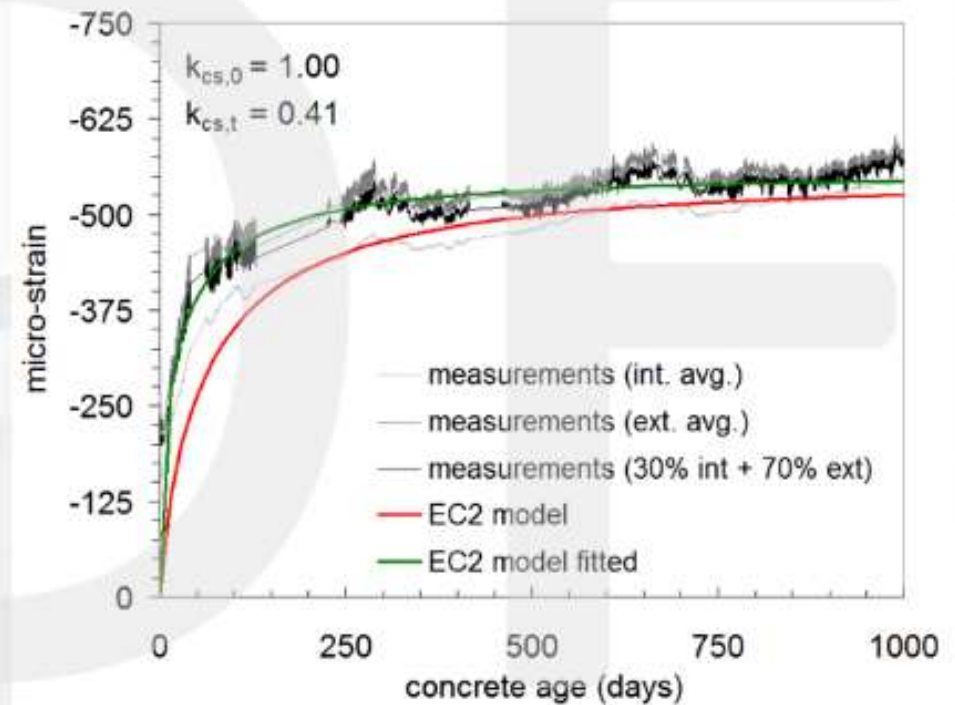 -750
-625
-500
-375
-250
-125
0
micro-strain
k_cs,0 = 1.00
k_cs,t = 0.41
measurements (int. avg.)
measurements (ext. avg.)
measurements (30% int + 70% ext)
EC2 model
EC2 model fitted
0 250 500 750 1000
concrete age (days)